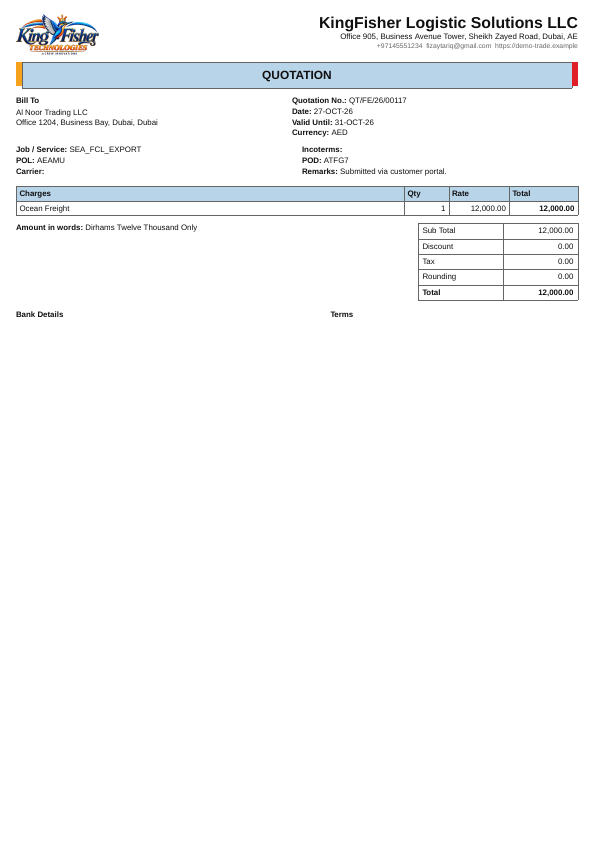 King Fisher
TECHNOLOGIES
KingFisher Logistic Solutions LLC
Office 905, Business Avenue Tower, Sheikh Zayed Road, Dubai, AE
+97145551234 fizaytariq@gmail.com https://demo-trade.example
QUOTATION
Bill To
Al Noor Trading LLC
Office 1204, Business Bay, Dubai, Dubai
Quotation No.: QT/FE/26/00117
Date: 27-OCT-26
Valid Until: 31-OCT-26
Currency: AED
Job / Service: SEA_FCL_EXPORT
POL: AEAMU
Carrier:
Incoterms:
POD: ATFG7
Remarks: Submitted via customer portal.
Charges Qty Rate Total
Ocean Freight 1 12,000.00 12,000.00
Amount in words: Dirhams Twelve Thousand Only
Sub Total 12,000.00
Discount 0.00
Tax 0.00
Rounding 0.00
Total 12,000.00
Bank Details
Terms